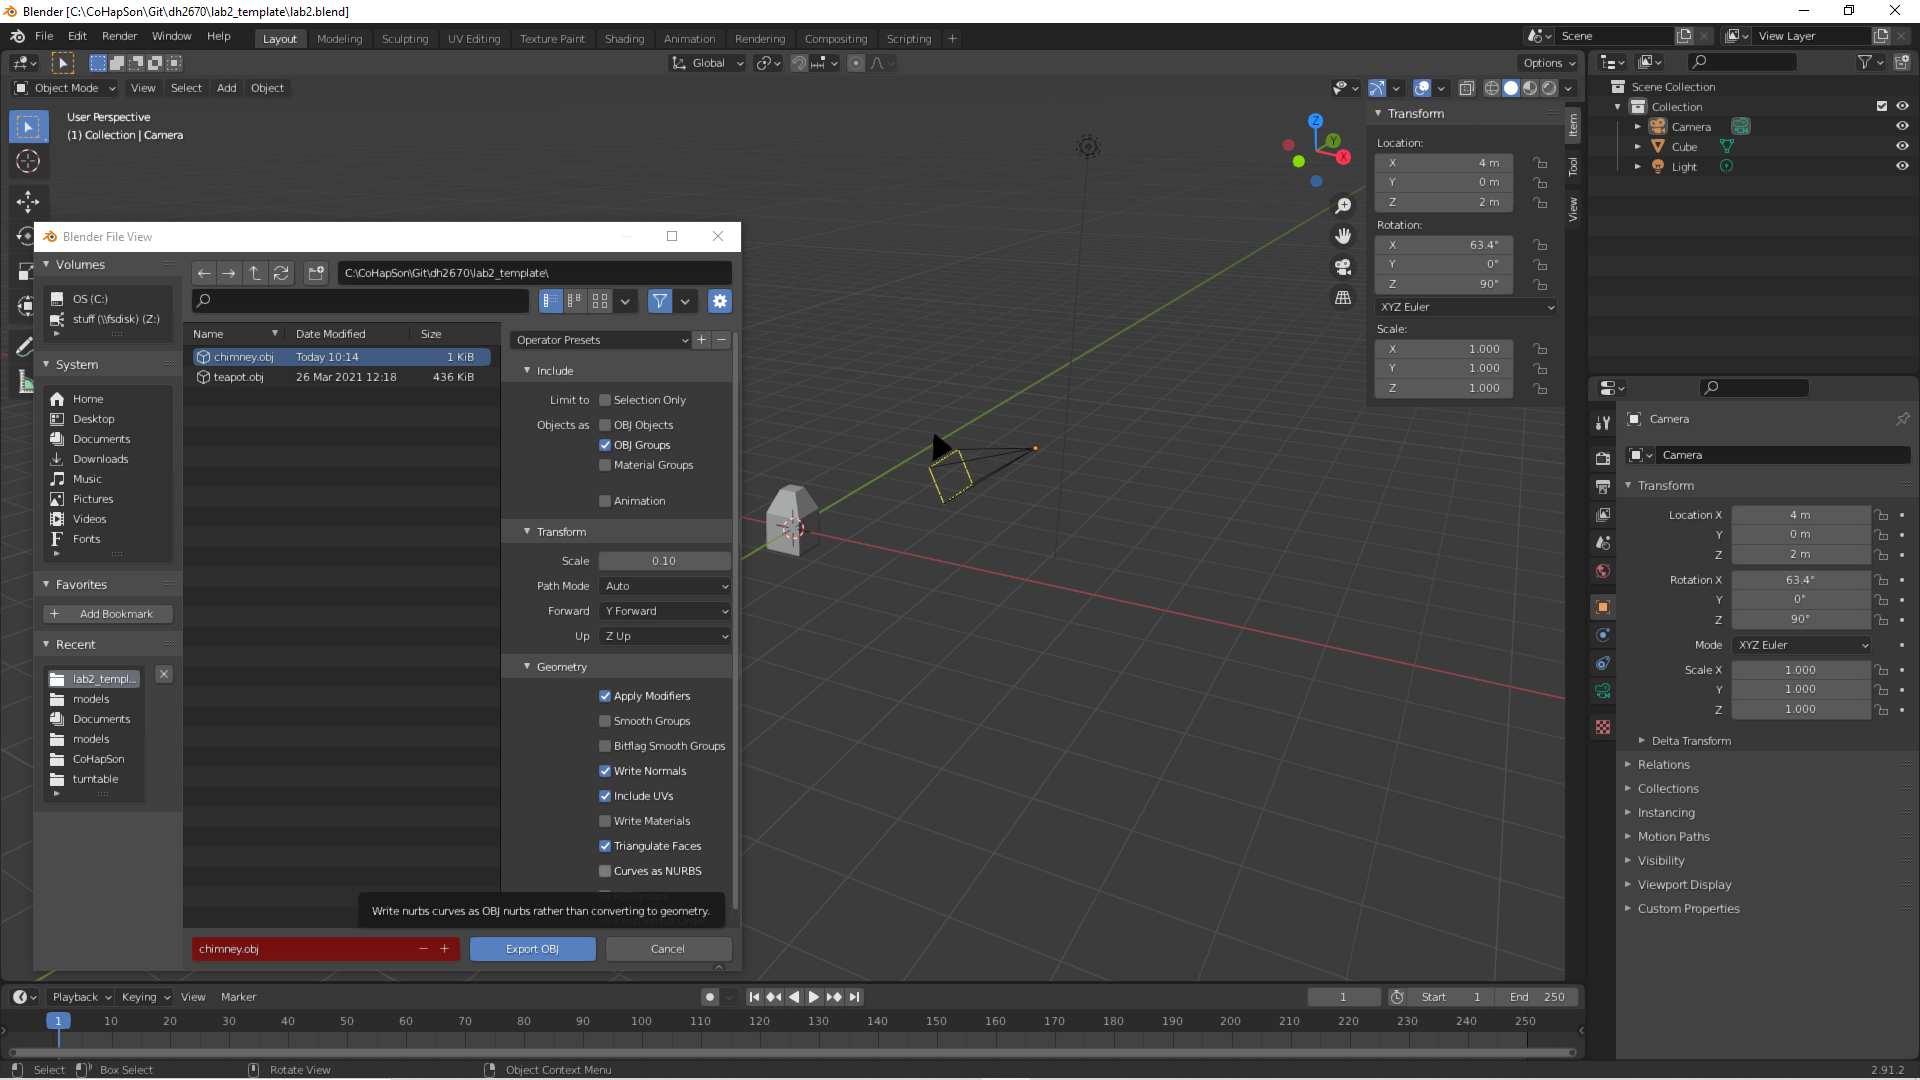 Blender [C:\CoHapSon\Git\dh2670\lab2_template\lab2.blend]
File Edit Render Window Help
Layout Modeling Sculpting UV Editing Texture Paint Shading Animation Rendering Compositing Scripting +
Scene
View Layer
Global
Options
Object Mode View Select Add Object
User Perspective
(1) Collection | Camera
Z
Y
X
Transform
Location:
X 4 m
Y 0 m
Z 2 m
Rotation:
X 63.4°
Y 0°
Z 90°
XYZ Euler
Scale:
X 1.000
Y 1.000
Z 1.000
Item
Tool
View
Scene Collection
Collection
Camera
Cube
Light
Camera
Camera
Transform
Location X 4 m
Y 0 m
Z 2 m
Rotation X 63.4°
Y 0°
Z 90°
Mode XYZ Euler
Scale X 1.000
Y 1.000
Z 1.000
Delta Transform
Relations
Collections
Instancing
Motion Paths
Visibility
Viewport Display
Custom Properties
Blender File View
Volumes
OS (C:)
stuff (\\fsdisk) (Z:)
System
Home
Desktop
Documents
Downloads
Music
Pictures
Videos
Fonts
Favorites
+ Add Bookmark
Recent
lab2_templ...
models
Documents
models
CoHapSon
turntable
C:\CoHapSon\Git\dh2670\lab2_template\
Name Date Modified Size
chimney.obj Today 10:14 1 KiB
teapot.obj 26 Mar 2021 12:18 436 KiB
Operator Presets + −
Include
Limit to Selection Only
Objects as OBJ Objects
OBJ Groups
Material Groups
Animation
Transform
Scale 0.10
Path Mode Auto
Forward Y Forward
Up Z Up
Geometry
Apply Modifiers
Smooth Groups
Bitflag Smooth Groups
Write Normals
Include UVs
Write Materials
Triangulate Faces
Curves as NURBS
Write nurbs curves as OBJ nurbs rather than converting to geometry.
chimney.obj − +
Export OBJ
Cancel
Playback Keying View Marker
1
Start 1
End 250
1 10 20 30 40 50 60 70 80 90 100 110 120 130 140 150 160 170 180 190 200 210 220 230 240 250
Select Box Select Rotate View Object Context Menu 2.91.2